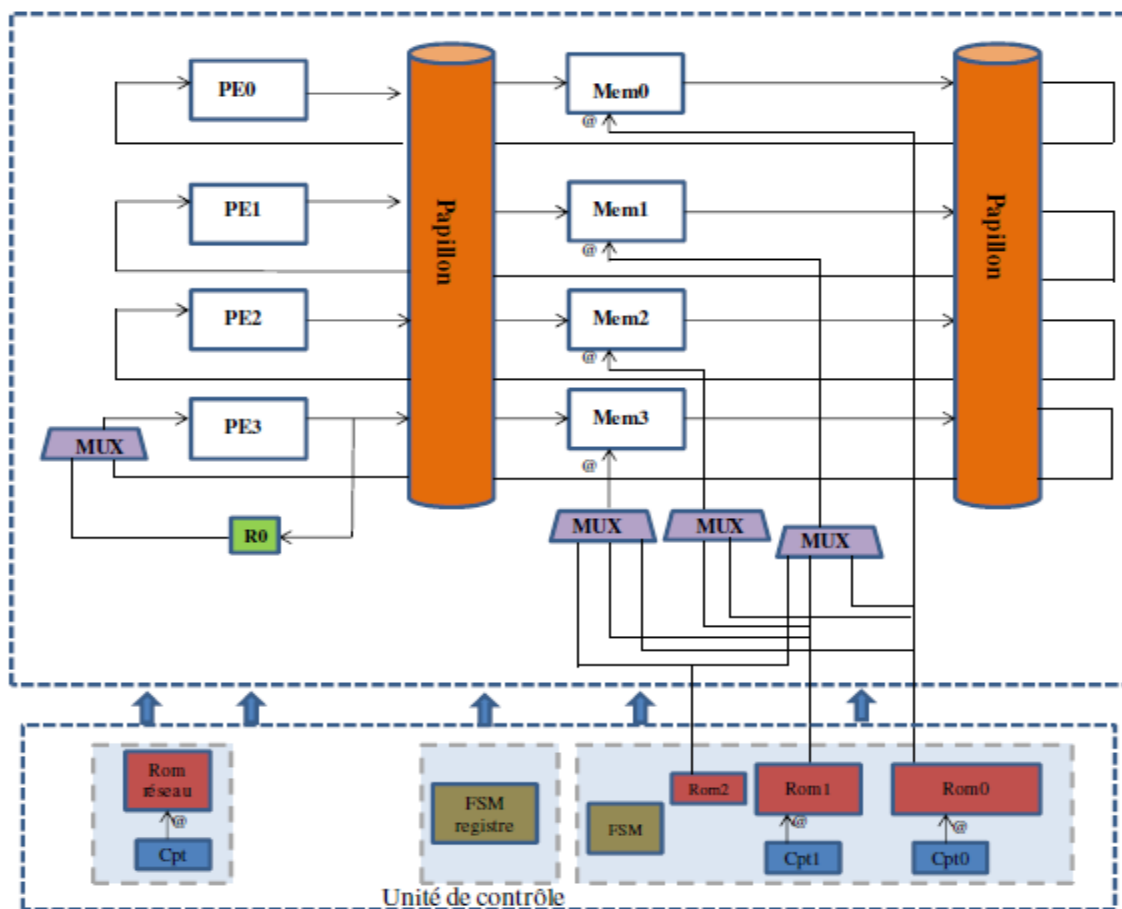 PE0
Mem0
@
PE1
Mem1
@
Papillon
Papillon
PE2
Mem2
@
PE3
Mem3
MUX
@
R0
MUX
MUX
MUX
Rom
réseau
@
Cpt
FSM
registre
FSM
Rom2
Rom1
@
Cpt1
Rom0
@
Cpt0
Unité de contrôle